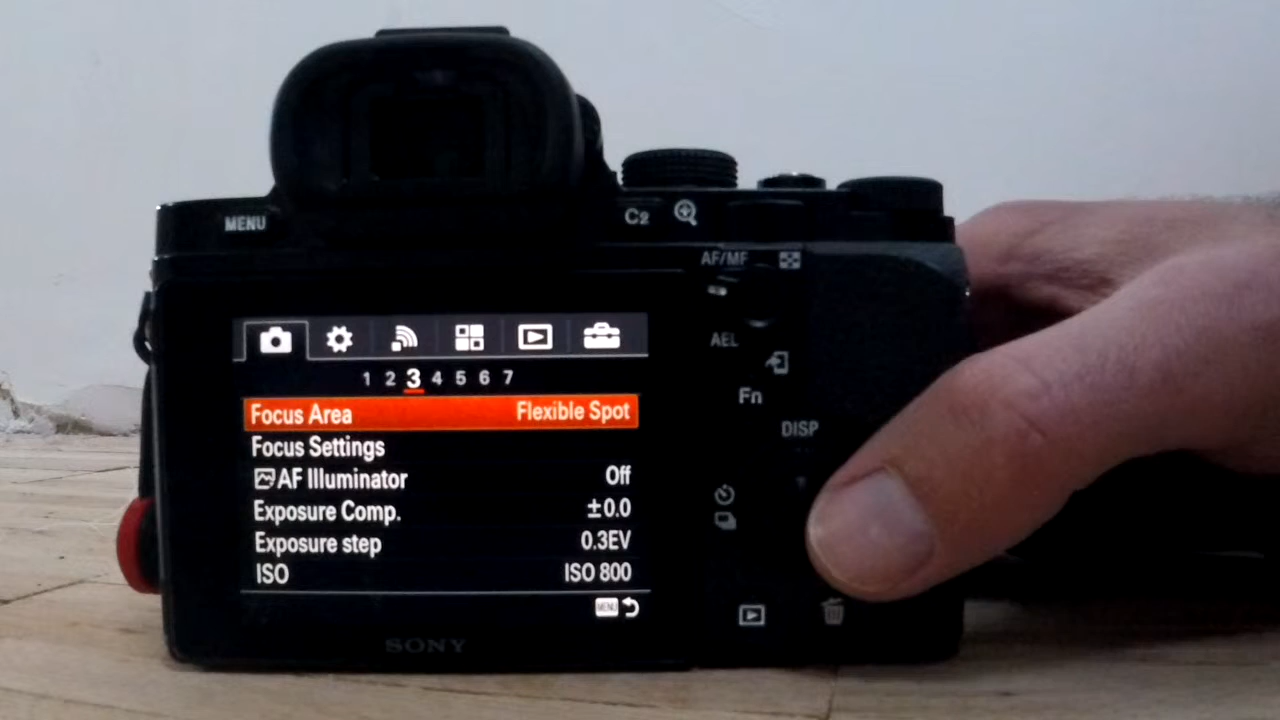 MENU
C2
AF/MF
AEL
Fn
DISP
1 2 3 4 5 6 7
Focus Area Flexible Spot
Focus Settings
AF Illuminator Off
Exposure Comp. ±0.0
Exposure step 0.3EV
ISO ISO 800
MENU
SONY